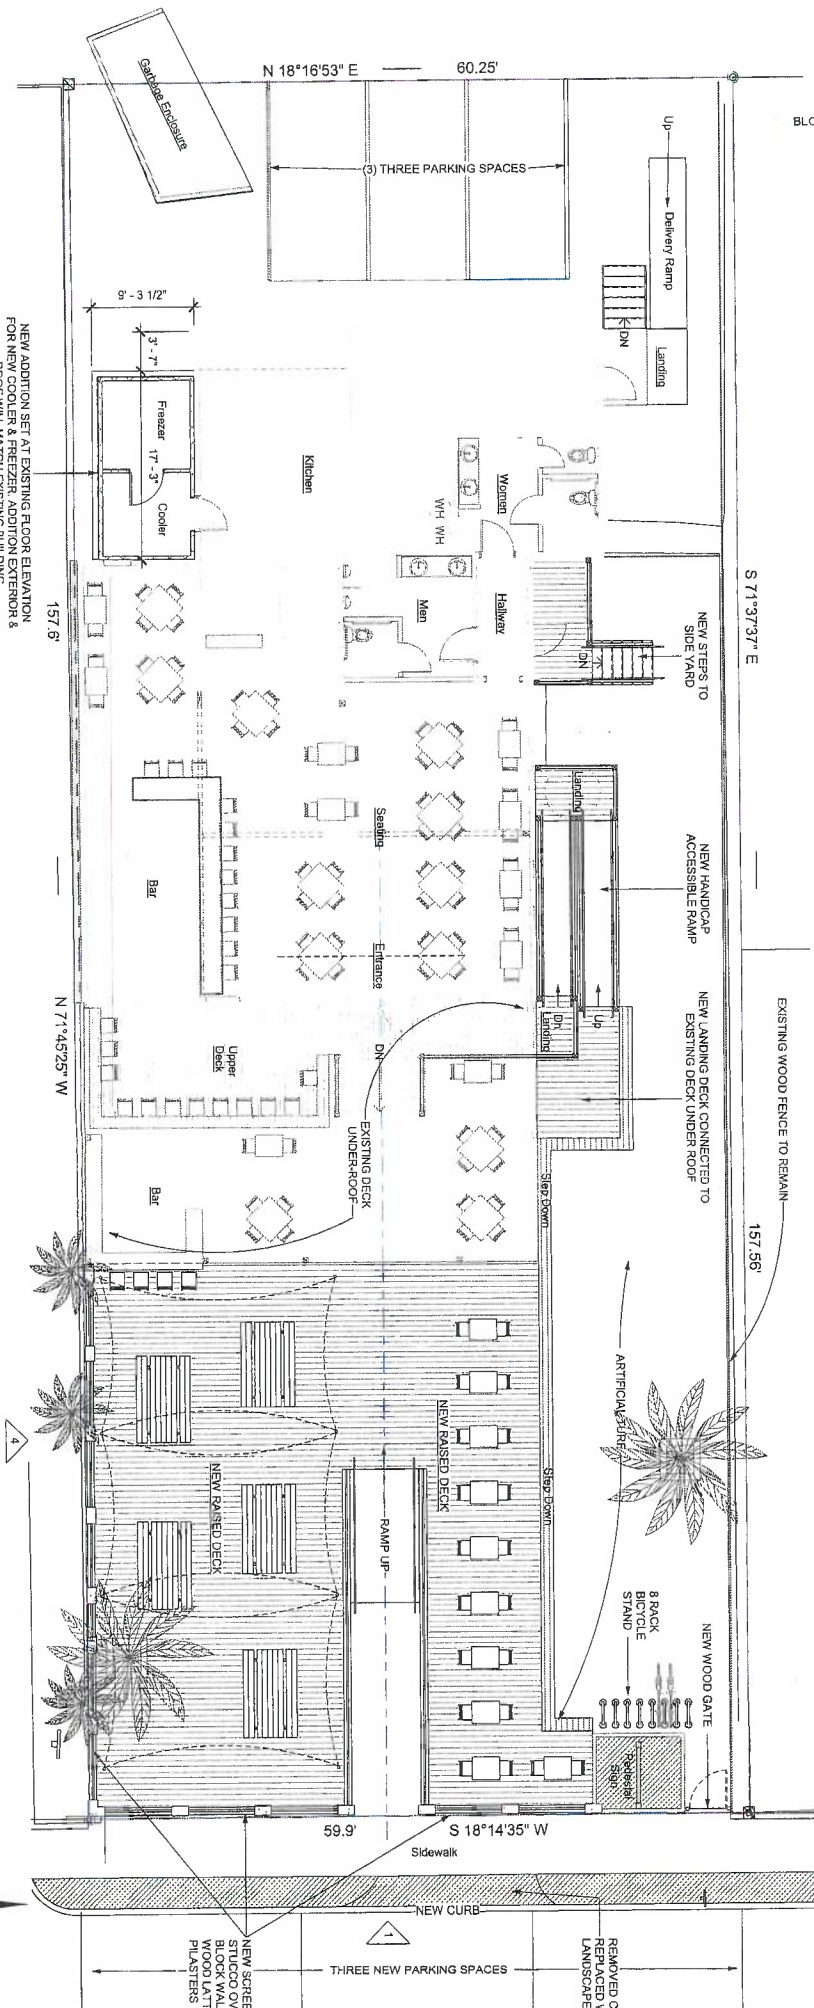 N 18°16'53" E
60.25'
Garbage Enclosure
(3) THREE PARKING SPACES
Up
Delivery Ramp
DN
Landing
9' - 3 1/2"
3' - 7"
Freezer
17' - 3"
Cooler
NEW ADDITION SET AT EXISTING FLOOR ELEVATION
FOR NEW COOLER & FREEZER. ADDITION EXTERIOR &
Kitchen
Women
WH WH
Men
Hallway
DN
NEW STEPS TO
SIDE YARD
S 71°37'37" E
157.6'
Landing
NEW HANDICAP
ACCESSIBLE RAMP
Seating
Bar
Entrance
Dn
Up
Landing
NEW LANDING DECK CONNECTED TO
EXISTING DECK UNDER ROOF
EXISTING WOOD FENCE TO REMAIN
N 71°45'25" W
Upper
Deck
DN
EXISTING DECK
UNDER-ROOF
Bar
Step Down
157.56'
ARTIFICIAL TURF
NEW RAISED DECK
NEW RAISED DECK
Step Down
RAMP UP
4
8 RACK
BICYCLE
STAND
NEW WOOD GATE
Pedestal
Sign
59.9'
S 18°14'35" W
Sidewalk
NEW CURB
1
THREE NEW PARKING SPACES
NEW SCREE
STUCCO OV
BLOCK WAL
WOOD LATT
PILASTERS
REMOVED C
REPLACED W
LANDSCAPE
BLO